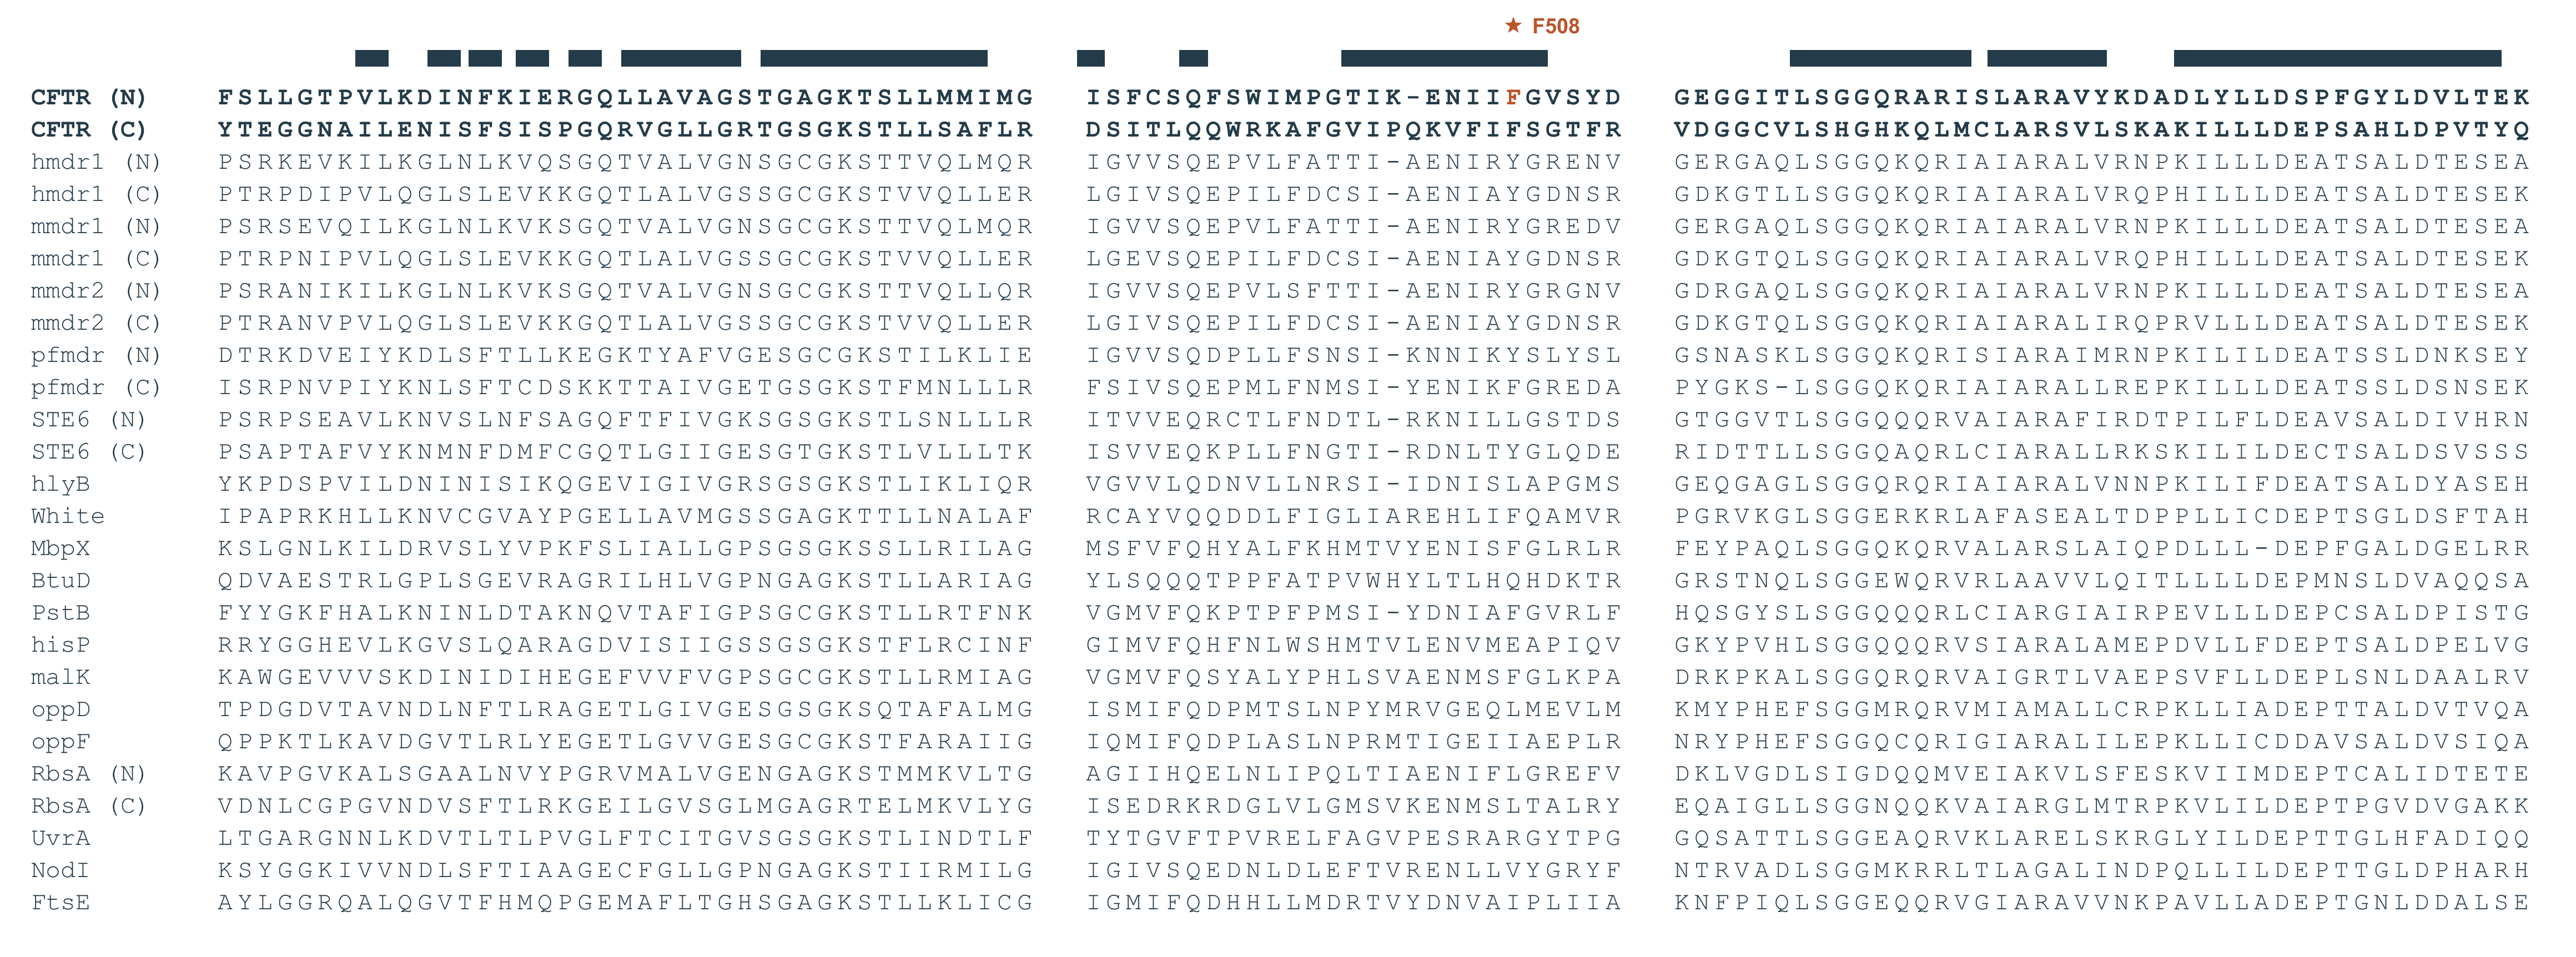 ★ F508
CFTR (N) FSLLGTPVLKDINFKIERGQLLAVAGSTGAGKTSLLMMIMG ISFCSQFSWIMPGTIK-ENIIFGVSYD GEGGITLSGGQRARISLARAVYKDADLYLLDSPFGYLDVLTEK
CFTR (C) YTEGGNAILENISFSISPGQRVGLLGRTGSGKSTLLSAFLR DSITLQQWRKAFGVIPQKVFIFSGTFR VDGGCVLSHGHKQLMCLARSVLSKAKILLLDEPSAHLDPVTYQ
hmdr1 (N) PSRKEVKILKGLNLKVQSGQTVALVGNSGCGKSTTVQLMQR IGVVSQEPVLFATTI-AENIRYGRENV GERGAQLSGGQKQRIAIARALVRNPKILLLDEATSALDTESEA
hmdr1 (C) PTRPDIPVLQGLSLEVKKGQTLALVGSSGCGKSTVVQLLER LGIVSQEPILFDCSI-AENIAYGDNSR GDKGTLLSGGQKQRIAIARALVRQPHILLLDEATSALDTESEK
mmdr1 (N) PSRSEVQILKGLNLKVKSGQTVALVGNSGCGKSTTVQLMQR IGVVSQEPVLFATTI-AENIRYGREDV GERGAQLSGGQKQRIAIARALVRNPKILLLDEATSALDTESEA
mmdr1 (C) PTRPNIPVLQGLSLEVKKGQTLALVGSSGCGKSTVVQLLER LGEVSQEPILFDCSI-AENIAYGDNSR GDKGTQLSGGQKQRIAIARALVRQPHILLLDEATSALDTESEK
mmdr2 (N) PSRANIKILKGLNLKVKSGQTVALVGNSGCGKSTTVQLLQR IGVVSQEPVLSFTTI-AENIRYGRGNV GDRGAQLSGGQKQRIAIARALVRNPKILLLDEATSALDTESEA
mmdr2 (C) PTRANVPVLQGLSLEVKKGQTLALVGSSGCGKSTVVQLLER LGIVSQEPILFDCSI-AENIAYGDNSR GDKGTQLSGGQKQRIAIARALIRQPRVLLLDEATSALDTESEK
pfmdr (N) DTRKDVEIYKDLSFTLLKEGKTYAFVGESGCGKSTILKLIE IGVVSQDPLLFSNSI-KNNIKYSLYSL GSNASKLSGGQKQRISIARAIMRNPKILILDEATSSLDNKSEY
pfmdr (C) ISRPNVPIYKNLSFTCDSKKTTAIVGETGSGKSTFMNLLLR FSIVSQEPMLFNMSI-YENIKFGREDA PYGKS-LSGGQKQRIAIARALLREPKILLLDEATSSLDSNSEK
STE6 (N) PSRPSEAVLKNVSLNFSAGQFTFIVGKSGSGKSTLSNLLLR ITVVEQRCTLFNDTL-RKNILLGSTDS GTGGVTLSGGQQQRVAIARAFIRDTPILFLDEAVSALDIVHRN
STE6 (C) PSAPTAFVYKNMNFDMFCGQTLGIIGESGTGKSTLVLLLTK ISVVEQKPLLFNGTI-RDNLTYGLQDE RIDTTLLSGGQAQRLCIARALLRKSKILILDECTSALDSVSSS
hlyB YKPDSPVILDNINISIKQGEVIGIVGRSGSGKSTLIKLIQR VGVVLQDNVLLNRSI-IDNISLAPGMS GEQGAGLSGGQRQRIAIARALVNNPKILIFDEATSALDYASEH
White IPAPRKHLLKNVCGVAYPGELLAVMGSSGAGKTTLLNALAF RCAYVQQDDLFIGLIAREHLIFQAMVR PGRVKGLSGGERKRLAFASEALTDPPLLICDEPTSGLDSFTAH
MbpX KSLGNLKILDRVSLYVPKFSLIALLGPSGSGKSSLLRILAG MSFVFQHYALFKHMTVYENISFGLRLR FEYPAQLSGGQKQRVALARSLAIQPDLLL-DEPFGALDGELRR
BtuD QDVAESTRLGPLSGEVRAGRILHLVGPNGAGKSTLLARIAG YLSQQQTPPFATPVWHYLTLHQHDKTR GRSTNQLSGGEWQRVRLAAVVLQITLLLLDEPMNSLDVAQQSA
PstB FYYGKFHALKNINLDTAKNQVTAFIGPSGCGKSTLLRTFNK VGMVFQKPTPFPMSI-YDNIAFGVRLF HQSGYSLSGGQQQRLCIARGIAIRPEVLLLDEPCSALDPISTG
hisP RRYGGHEVLKGVSLQARAGDVISIIGSSGSGKSTFLRCINF GIMVFQHFNLWSHMTVLENVMEAPIQV GKYPVHLSGGQQQRVSIARALAMEPDVLLFDEPTSALDPELVG
malK KAWGEVVVSKDINIDIHEGEFVVFVGPSGCGKSTLLRMIAG VGMVFQSYALYPHLSVAENMSFGLKPA DRKPKALSGGQRQRVAIGRTLVAEPSVFLLDEPLSNLDAALRV
oppD TPDGDVTAVNDLNFTLRAGETLGIVGESGSGKSQTAFALMG ISMIFQDPMTSLNPYMRVGEQLMEVLM KMYPHEFSGGMRQRVMIAMALLCRPKLLIADEPTTALDVTVQA
oppF QPPKTLKAVDGVTLRLYEGETLGVVGESGCGKSTFARAIIG IQMIFQDPLASLNPRMTIGEIIAEPLR NRYPHEFSGGQCQRIGIARALILEPKLLICDDAVSALDVSIQA
RbsA (N) KAVPGVKALSGAALNVYPGRVMALVGENGAGKSTMMKVLTG AGIIHQELNLIPQLTIAENIFLGREFV DKLVGDLSIGDQQMVEIAKVLSFESKVIIMDEPTCALIDTETE
RbsA (C) VDNLCGPGVNDVSFTLRKGEILGVSGLMGAGRTELMKVLYG ISEDRKRDGLVLGMSVKENMSLTALRY EQAIGLLSGGNQQKVAIARGLMTRPKVLILDEPTPGVDVGAKK
UvrA LTGARGNNLKDVTLTLPVGLFTCITGVSGSGKSTLINDTLF TYTGVFTPVRELFAGVPESRARGYTPG GQSATTLSGGEAQRVKLARELSKRGLYILDEPTTGLHFADIQQ
NodI KSYGGKIVVNDLSFTIAAGECFGLLGPNGAGKSTIIRMILG IGIVSQEDNLDLEFTVRENLLVYGRYF NTRVADLSGGMKRRLTLAGALINDPQLLILDEPTTGLDPHARH
FtsE AYLGGRQALQGVTFHMQPGEMAFLTGHSGAGKSTLLKLICG IGMIFQDHHLLMDRTVYDNVAIPLIIA KNFPIQLSGGEQQRVGIARAVVNKPAVLLADEPTGNLDDALSE